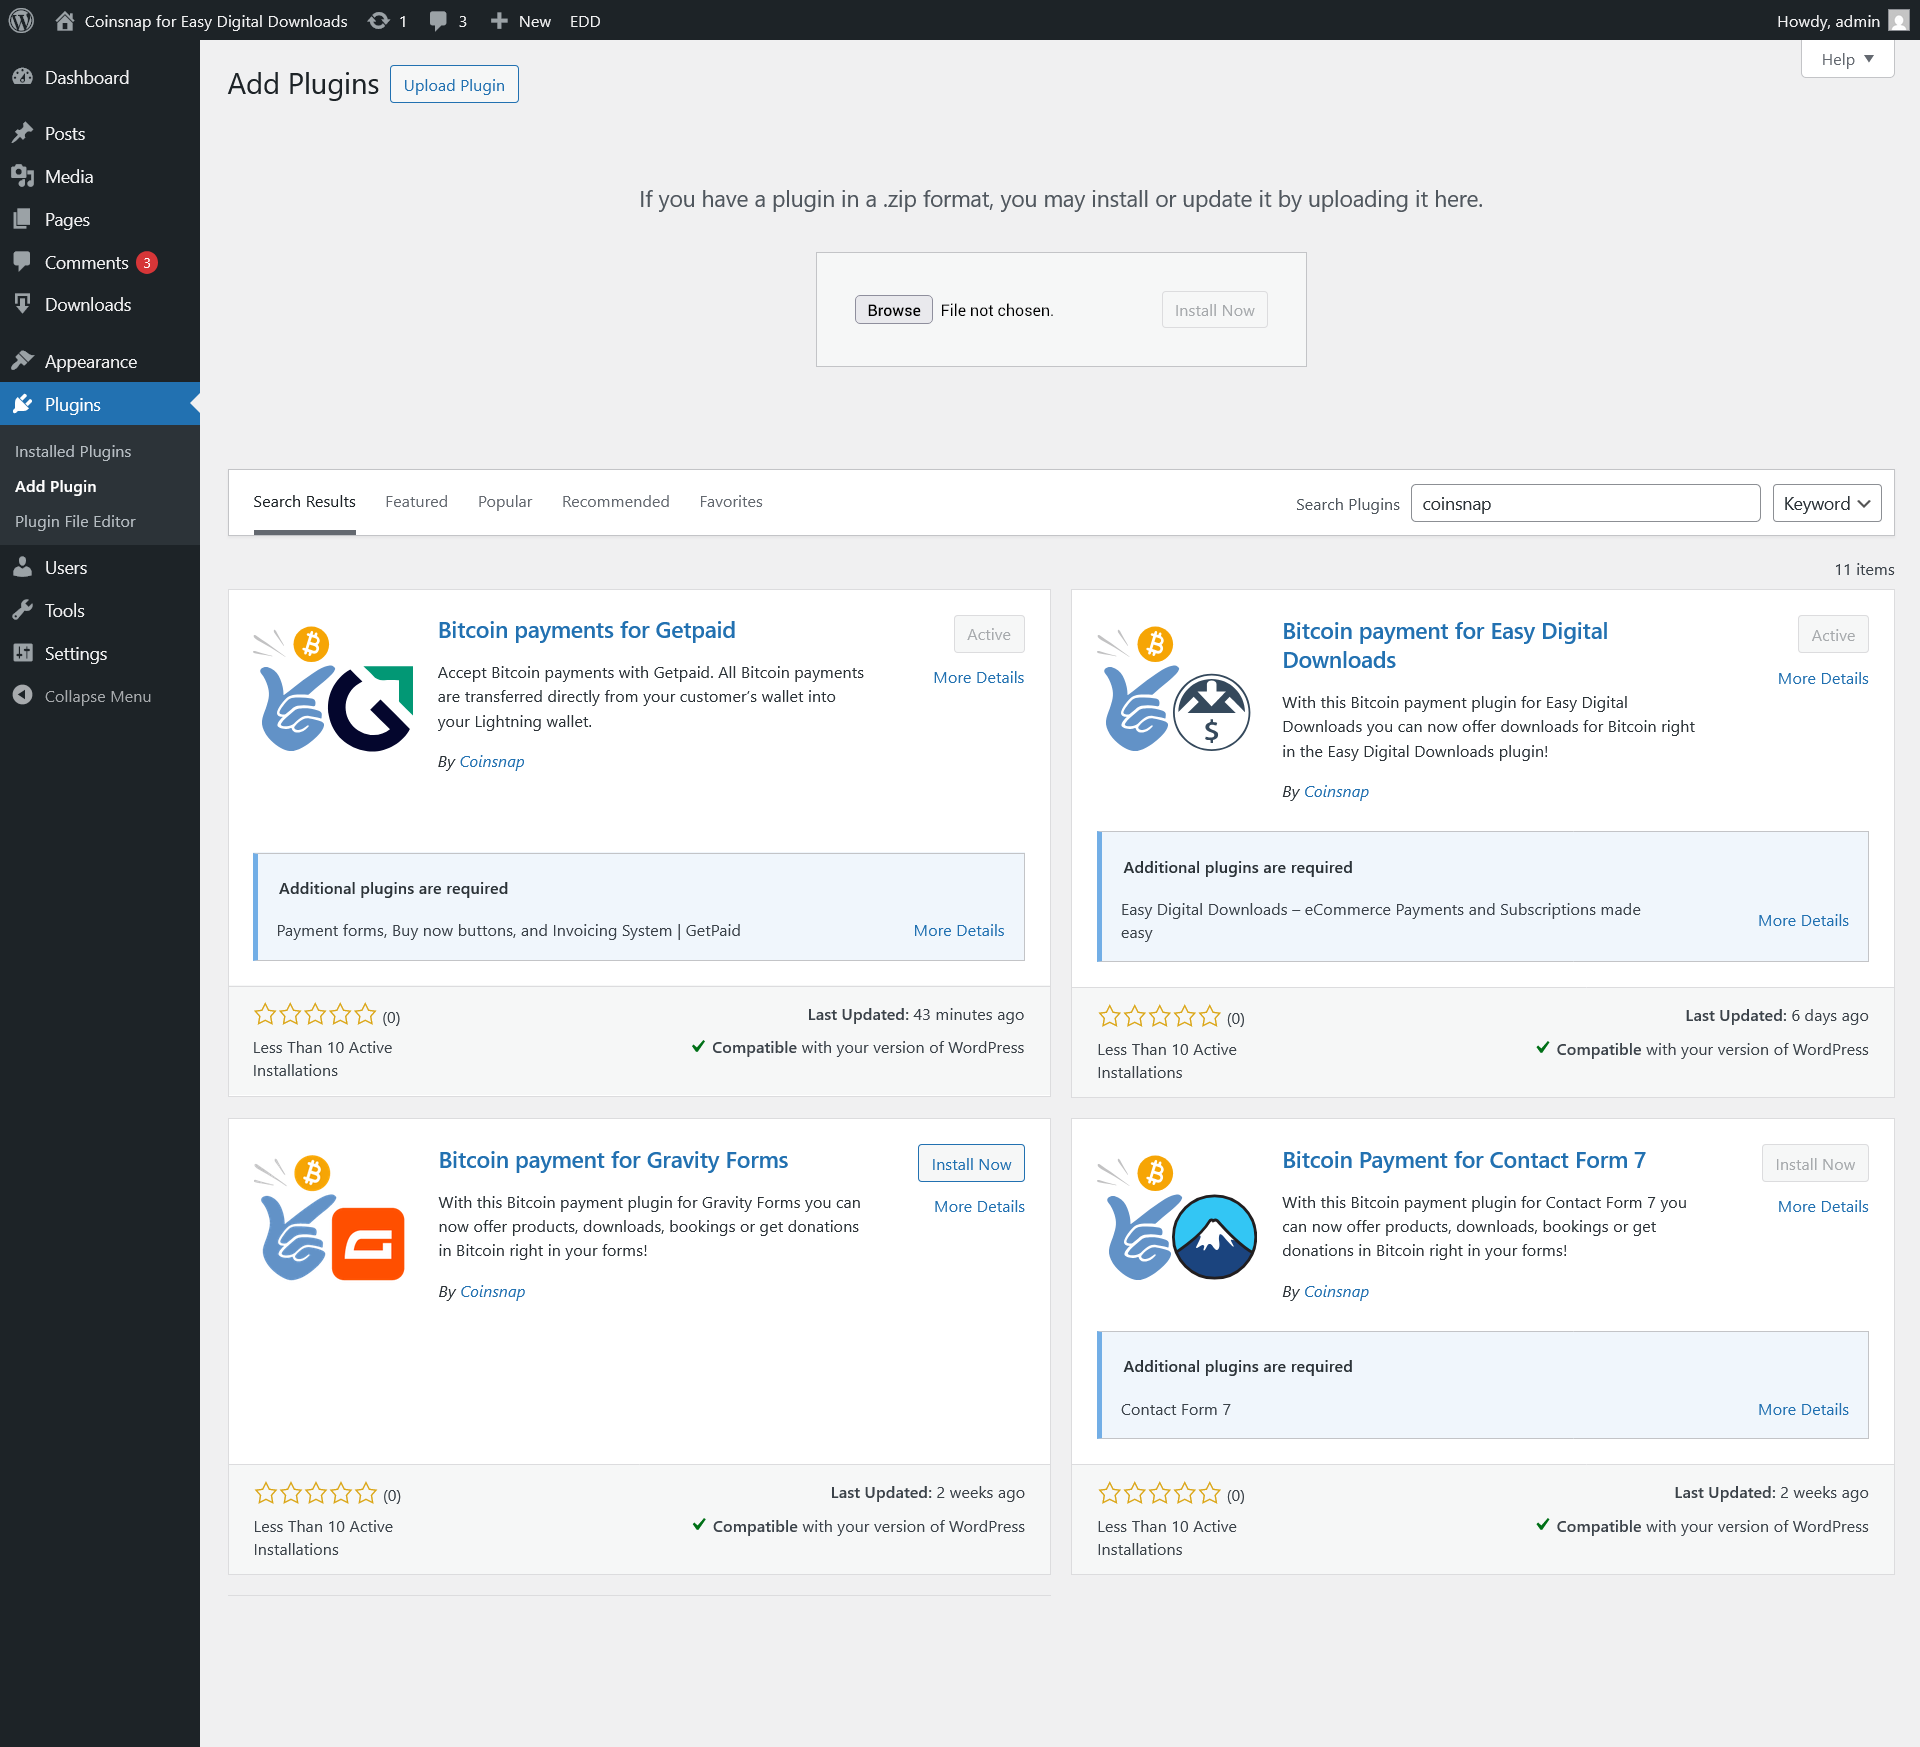 Coinsnap for Easy Digital Downloads 1 3 New EDD Howdy, admin
Dashboard
Posts
Media
Pages
Comments 3
Downloads
Appearance
Plugins
Installed Plugins
Add Plugin
Plugin File Editor
Users
Tools
Settings
Collapse Menu
Help
Add Plugins Upload Plugin
If you have a plugin in a .zip format, you may install or update it by uploading it here.
Browse File not chosen. Install Now
Search Results Featured Popular Recommended Favorites Search Plugins coinsnap Keyword
11 items
Bitcoin payments for Getpaid
Active
More Details
Accept Bitcoin payments with Getpaid. All Bitcoin payments
are transferred directly from your customer’s wallet into
your Lightning wallet.
By Coinsnap
Additional plugins are required
Payment forms, Buy now buttons, and Invoicing System | GetPaid More Details
(0)
Less Than 10 Active
Installations
Last Updated: 43 minutes ago
Compatible with your version of WordPress
Bitcoin payment for Easy Digital
Downloads
Active
More Details
With this Bitcoin payment plugin for Easy Digital
Downloads you can now offer downloads for Bitcoin right
in the Easy Digital Downloads plugin!
By Coinsnap
$
Additional plugins are required
Easy Digital Downloads – eCommerce Payments and Subscriptions made
easy
More Details
(0)
Less Than 10 Active
Installations
Last Updated: 6 days ago
Compatible with your version of WordPress
Bitcoin payment for Gravity Forms
Install Now
More Details
With this Bitcoin payment plugin for Gravity Forms you can
now offer products, downloads, bookings or get donations
in Bitcoin right in your forms!
By Coinsnap
(0)
Less Than 10 Active
Installations
Last Updated: 2 weeks ago
Compatible with your version of WordPress
Bitcoin Payment for Contact Form 7
Install Now
More Details
With this Bitcoin payment plugin for Contact Form 7 you
can now offer products, downloads, bookings or get
donations in Bitcoin right in your forms!
By Coinsnap
Additional plugins are required
Contact Form 7 More Details
(0)
Less Than 10 Active
Installations
Last Updated: 2 weeks ago
Compatible with your version of WordPress